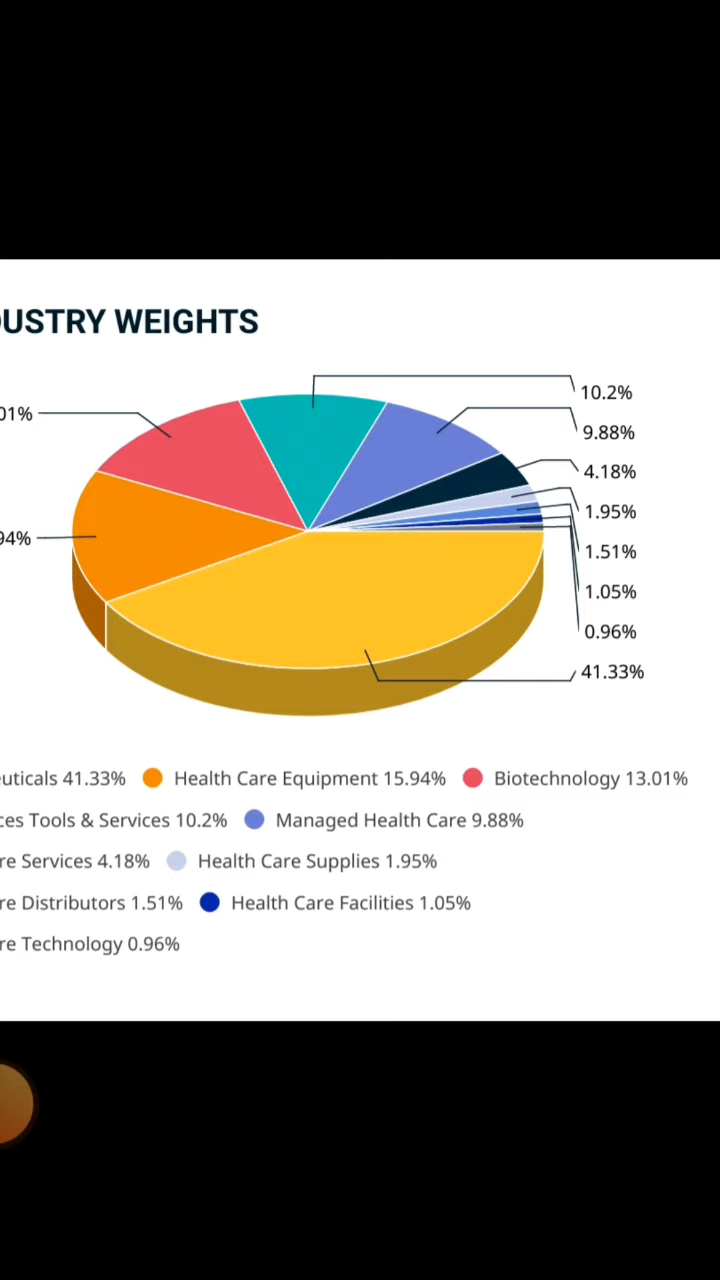 DUSTRY WEIGHTS
10.2%
01%
9.88%
4.18%
1.95%
94%
1.51%
1.05%
0.96%
41.33%
euticals 41.33% Health Care Equipment 15.94% Biotechnology 13.01%
ces Tools & Services 10.2% Managed Health Care 9.88%
re Services 4.18% Health Care Supplies 1.95%
re Distributors 1.51% Health Care Facilities 1.05%
re Technology 0.96%